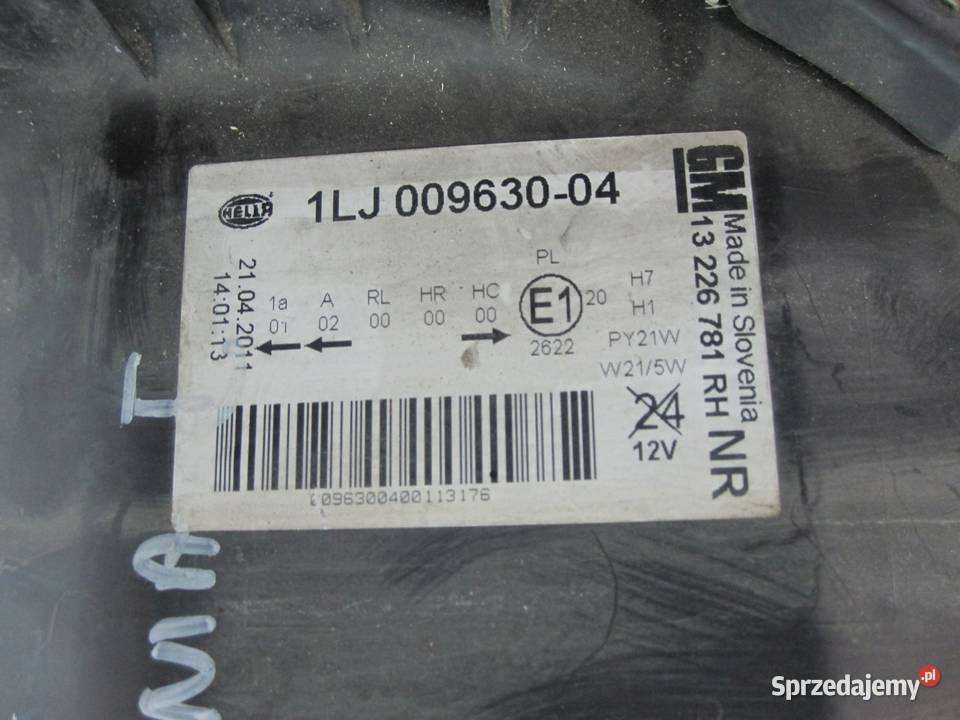 HELLA
1LJ 009630-04
GM
Made in Slovenia
13 226 781 RH NR
21.04.2011
14:01:13
1a A RL HR HC PL
01 02 00 00 00 E1 20
2622
H7
H1
PY21W
W21/5W
24
12V
0096300400113176
Sprzedajemy.pl